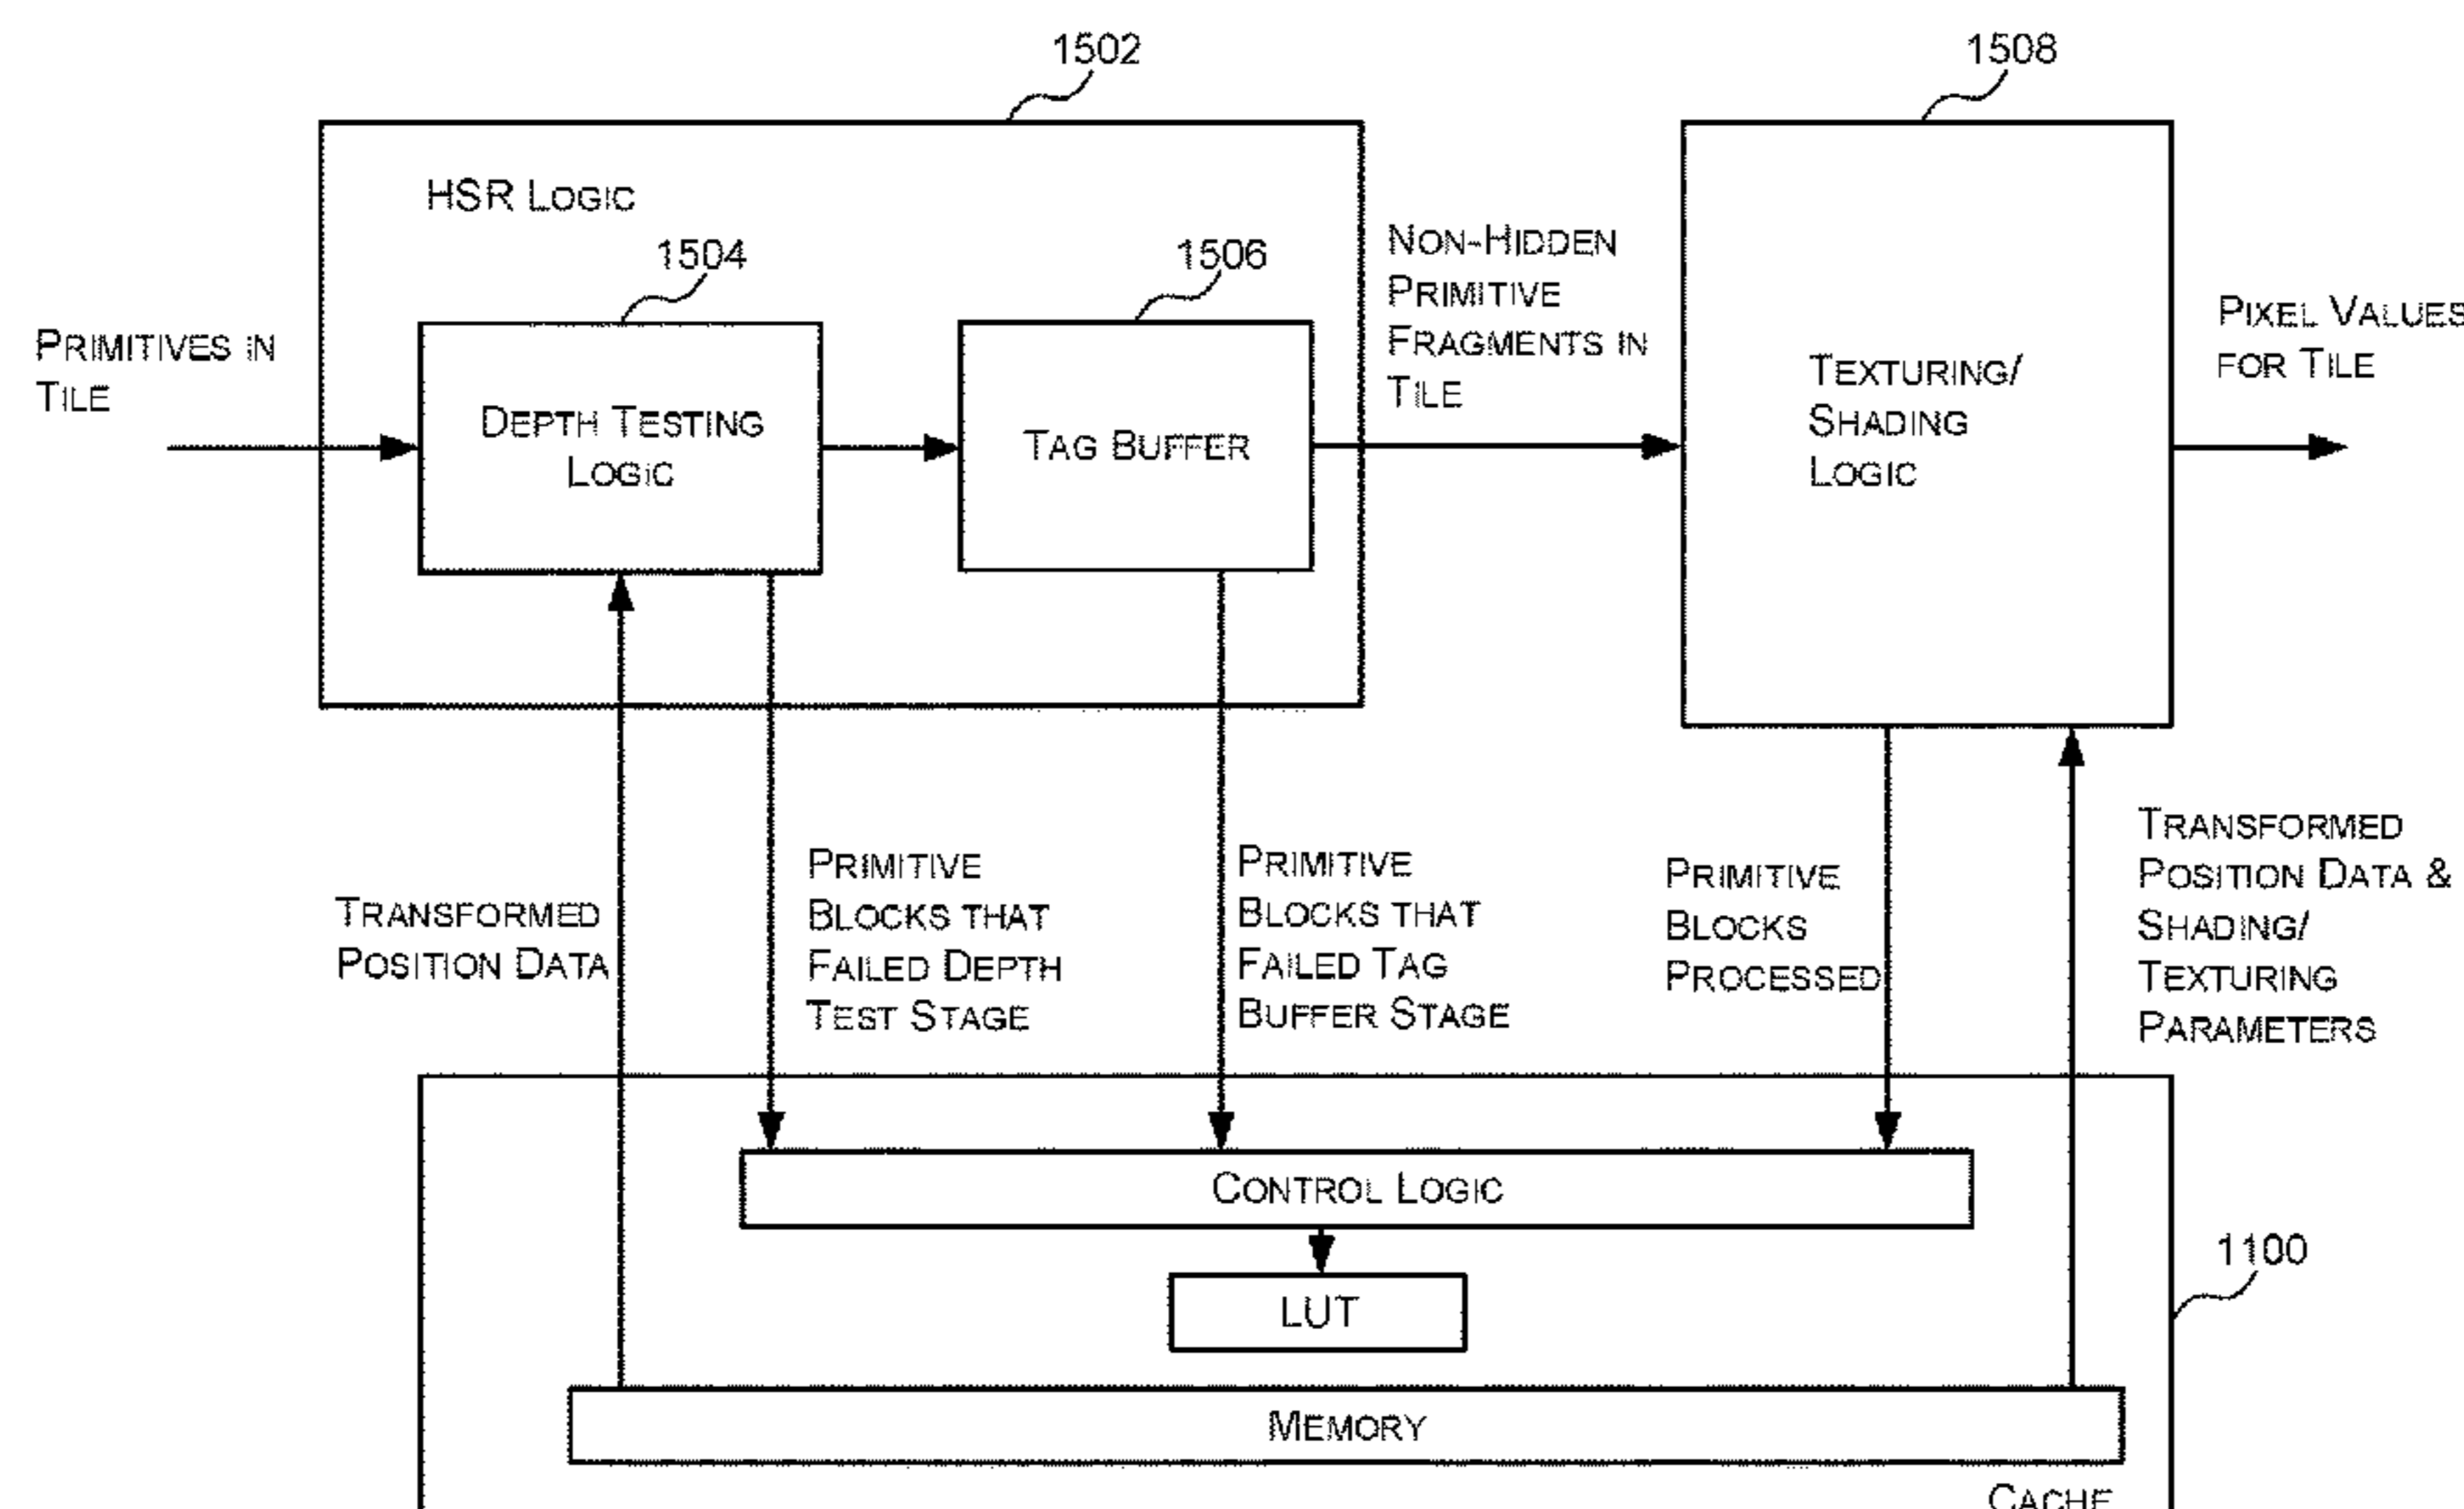 1502
1508
HSR LOGIC
1504
1506
NON-HIDDEN
PRIMITIVE
FRAGMENTS IN
TILE
PRIMITIVES IN
TILE
DEPTH TESTING
LOGIC
TAG BUFFER
TEXTURING/
SHADING
LOGIC
PIXEL VALUES
FOR TILE
TRANSFORMED
POSITION DATA
PRIMITIVE
BLOCKS THAT
FAILED DEPTH
TEST STAGE
PRIMITIVE
BLOCKS THAT
FAILED TAG
BUFFER STAGE
PRIMITIVE
BLOCKS
PROCESSED
TRANSFORMED
POSITION DATA &
SHADING/
TEXTURING
PARAMETERS
CONTROL LOGIC
LUT
1100
MEMORY
CACHE